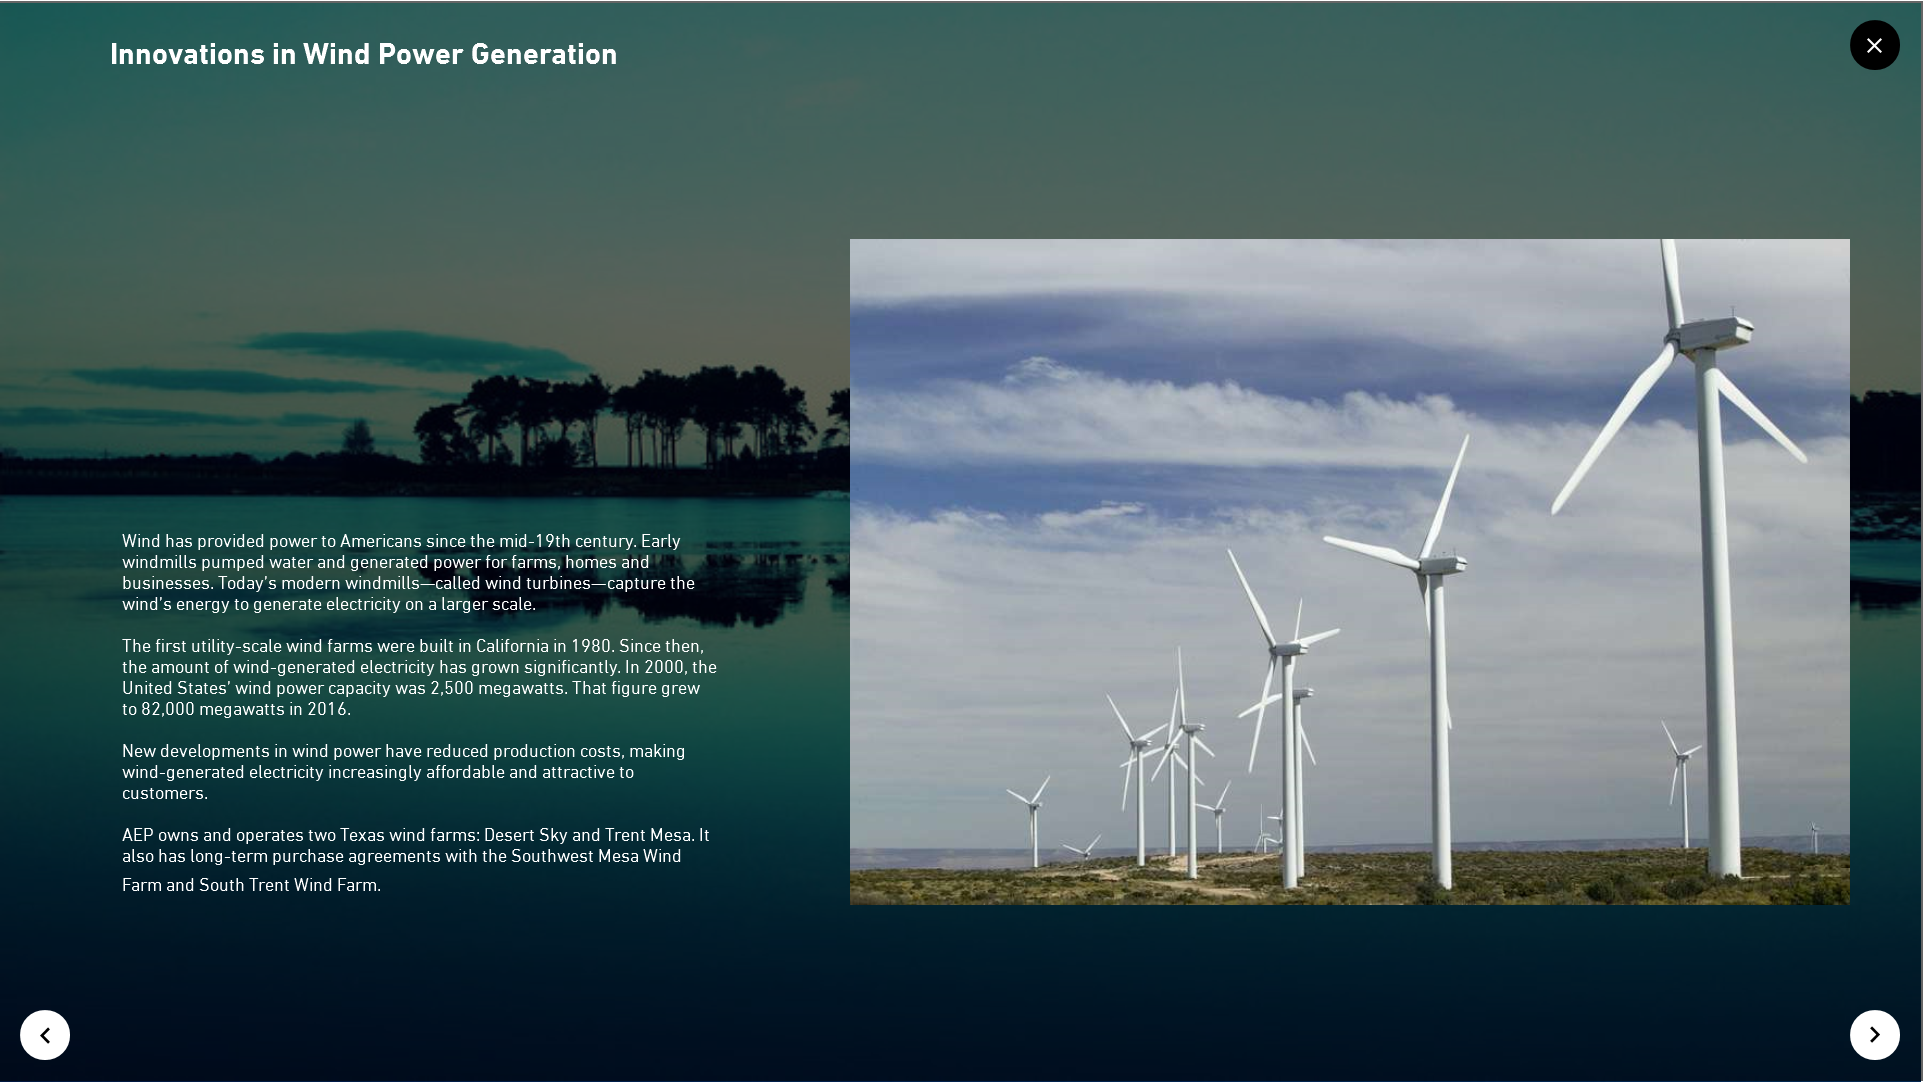 Innovations in Wind Power Generation
Wind has provided power to Americans since the mid-19th century. Early
windmills pumped water and generated power for farms, homes and
businesses. Today’s modern windmills—called wind turbines—capture the
wind’s energy to generate electricity on a larger scale.
The first utility-scale wind farms were built in California in 1980. Since then,
the amount of wind-generated electricity has grown significantly. In 2000, the
United States’ wind power capacity was 2,500 megawatts. That figure grew
to 82,000 megawatts in 2016.
New developments in wind power have reduced production costs, making
wind-generated electricity increasingly affordable and attractive to
customers.
AEP owns and operates two Texas wind farms: Desert Sky and Trent Mesa. It
also has long-term purchase agreements with the Southwest Mesa Wind
Farm and South Trent Wind Farm.